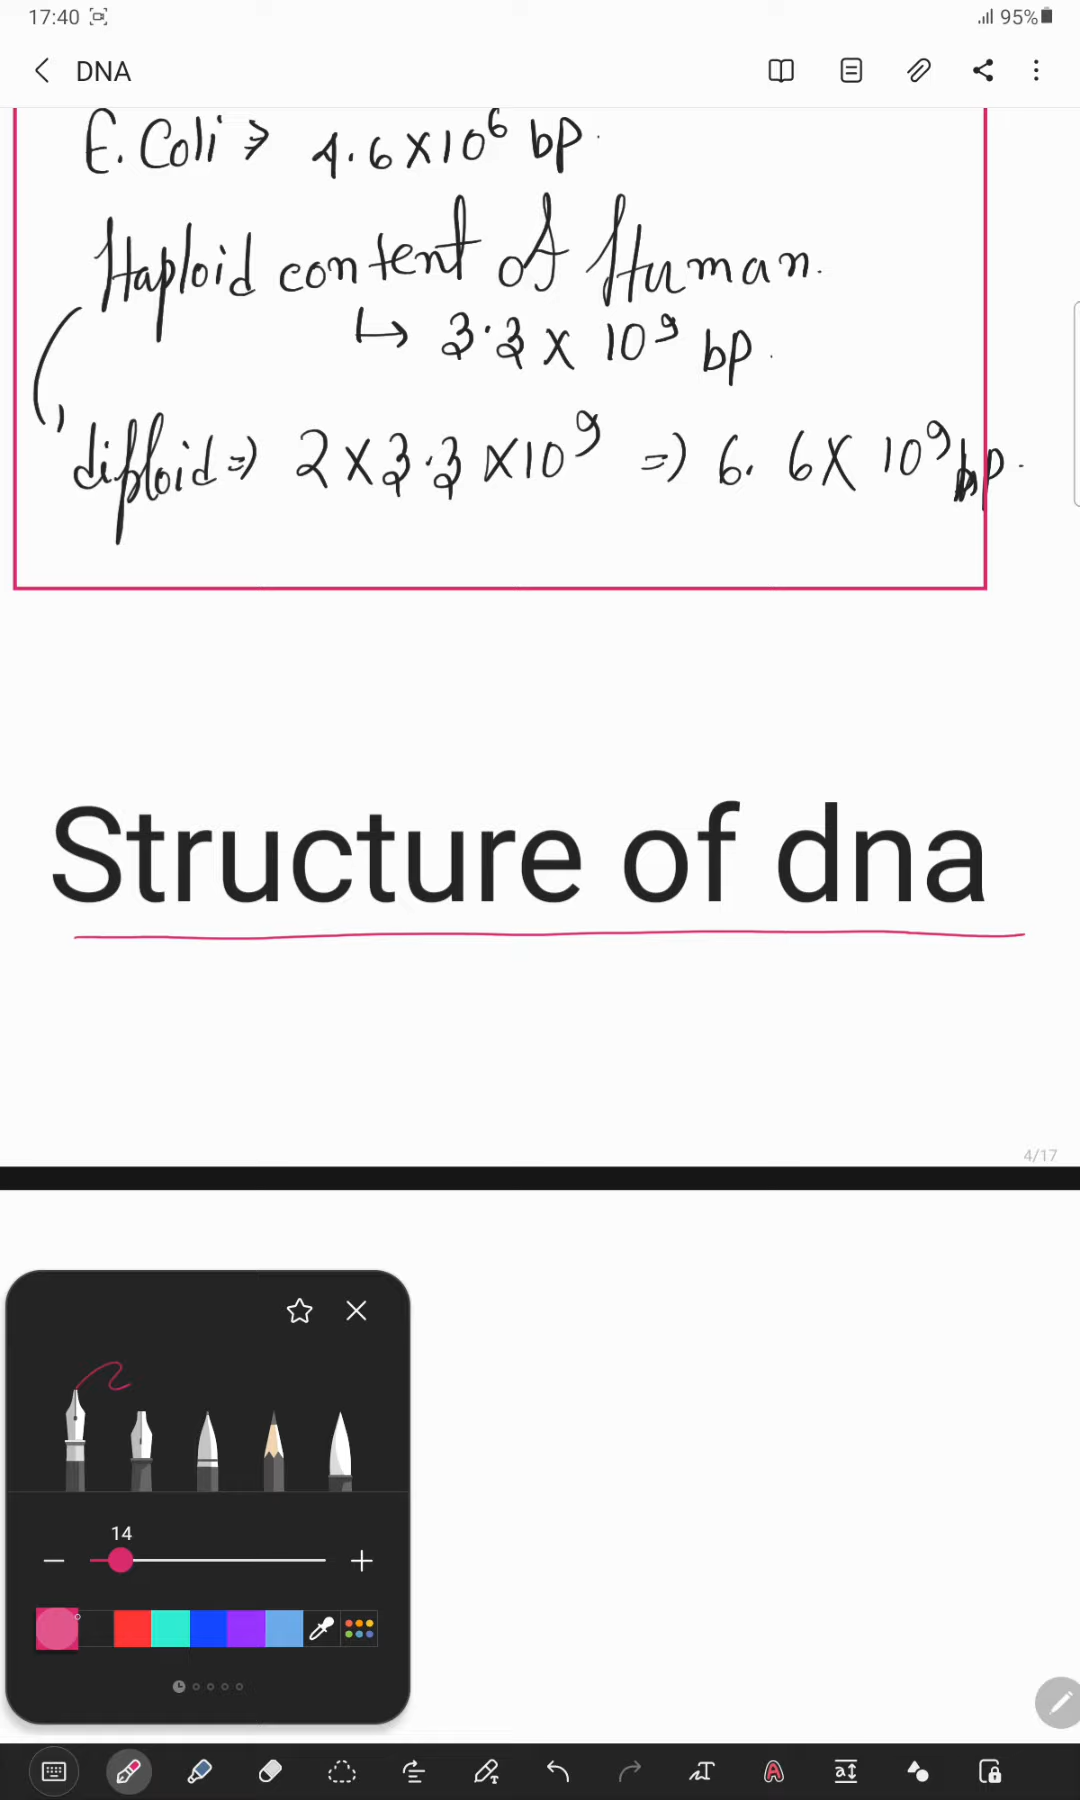 17:40 95%
DNA
E. Coli ⇒ 4.6 × 10⁶ bp.
Haploid content of Human.
↳ 3.3 × 10⁹ bp.
diploid ⇒ 2 × 3.3 × 10⁹ ⇒ 6.6 × 10⁹ bp.
Structure of dna
4/17
14